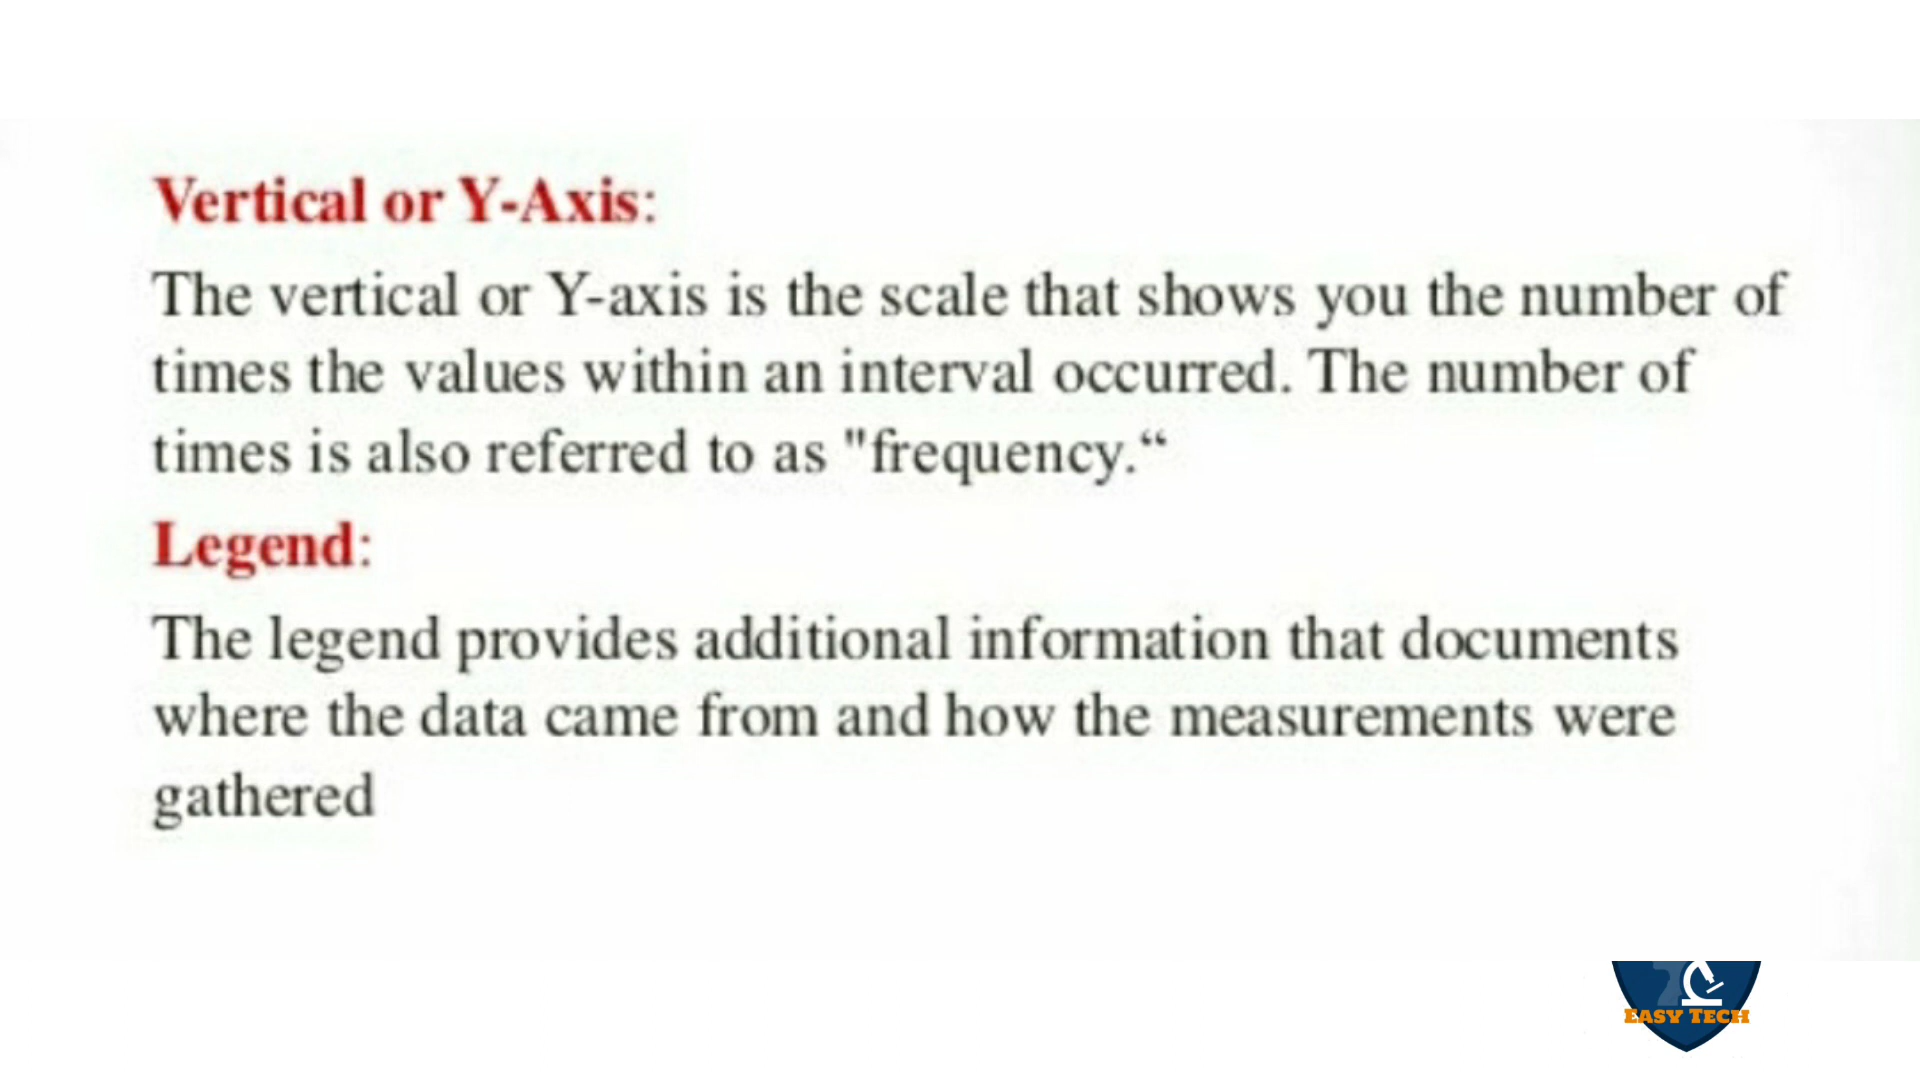 Vertical or Y-Axis:
The vertical or Y-axis is the scale that shows you the number of
times the values within an interval occurred. The number of
times is also referred to as "frequency.“
Legend:
The legend provides additional information that documents
where the data came from and how the measurements were
gathered
EASY TECH